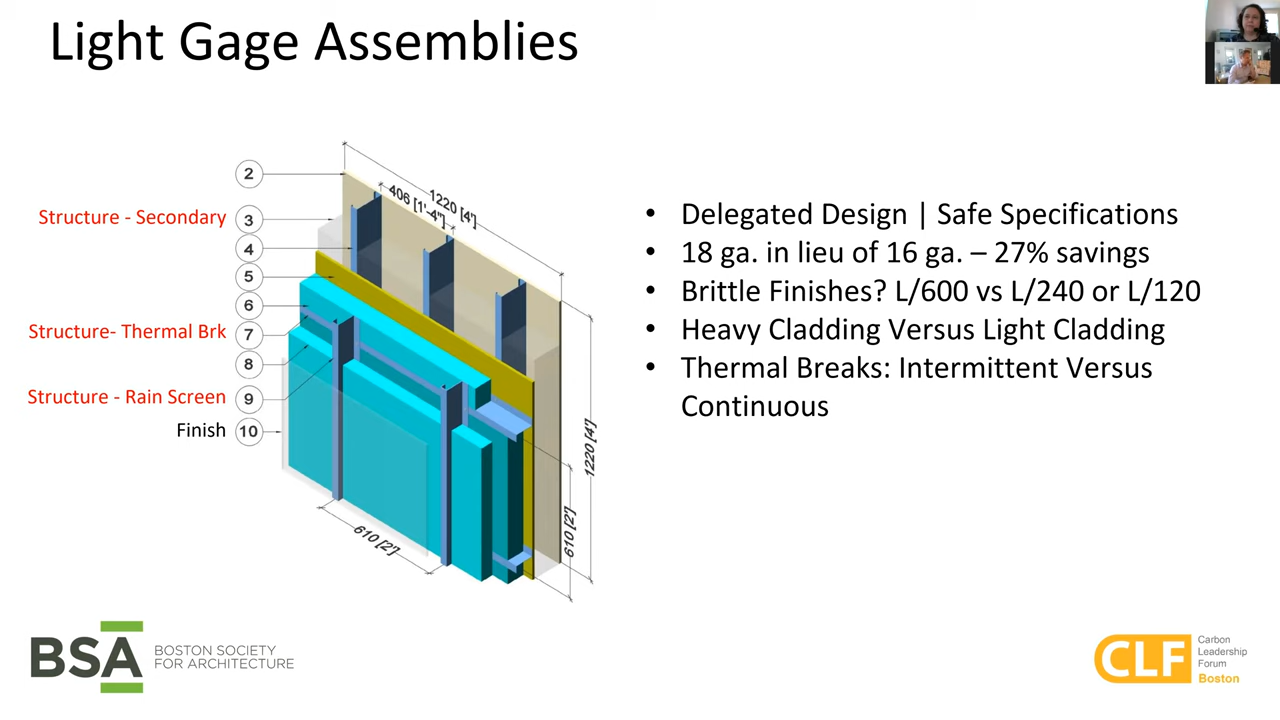 Light Gage Assemblies
2
Structure - Secondary 3
4
5
6
Structure- Thermal Brk 7
8
Structure - Rain Screen 9
Finish 10
406 [1'-4"]
1220 [4']
1220 [4']
610 [2']
610 [2']
• Delegated Design | Safe Specifications
• 18 ga. in lieu of 16 ga. – 27% savings
• Brittle Finishes? L/600 vs L/240 or L/120
• Heavy Cladding Versus Light Cladding
• Thermal Breaks: Intermittent Versus
Continuous
BSA
BOSTON SOCIETY
FOR ARCHITECTURE
CLF
Carbon
Leadership
Forum
Boston